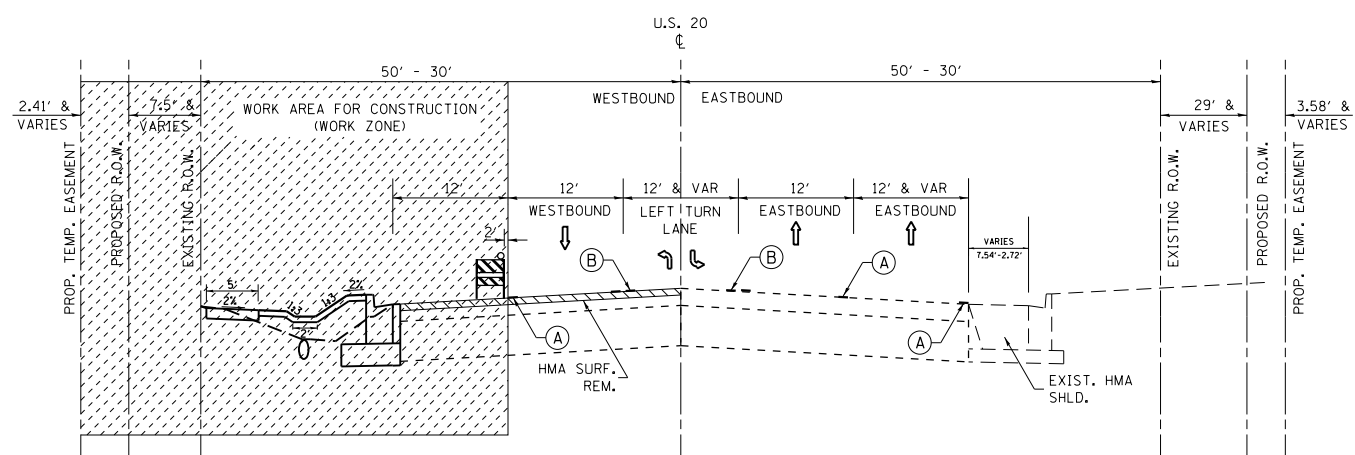 U.S. 20
℄
50' - 30'
50' - 30'
2.41' &
VARIES
7.5' &
VARIES
WORK AREA FOR CONSTRUCTION
(WORK ZONE)
WESTBOUND
EASTBOUND
29' &
VARIES
3.58' &
VARIES
PROP. TEMP. EASEMENT
PROPOSED R.O.W.
EXISTING R.O.W.
12'
12'
12' & VAR
12'
12' & VAR
WESTBOUND
LEFT TURN
LANE
EASTBOUND
EASTBOUND
2'
VARIES
7.54'-2.72'
EXISTING R.O.W.
PROPOSED R.O.W.
PROP. TEMP. EASEMENT
B
B
A
5'
2%
1:3
1:3
2%
2'
A
A
HMA SURF.
REM.
EXIST. HMA
SHLD.